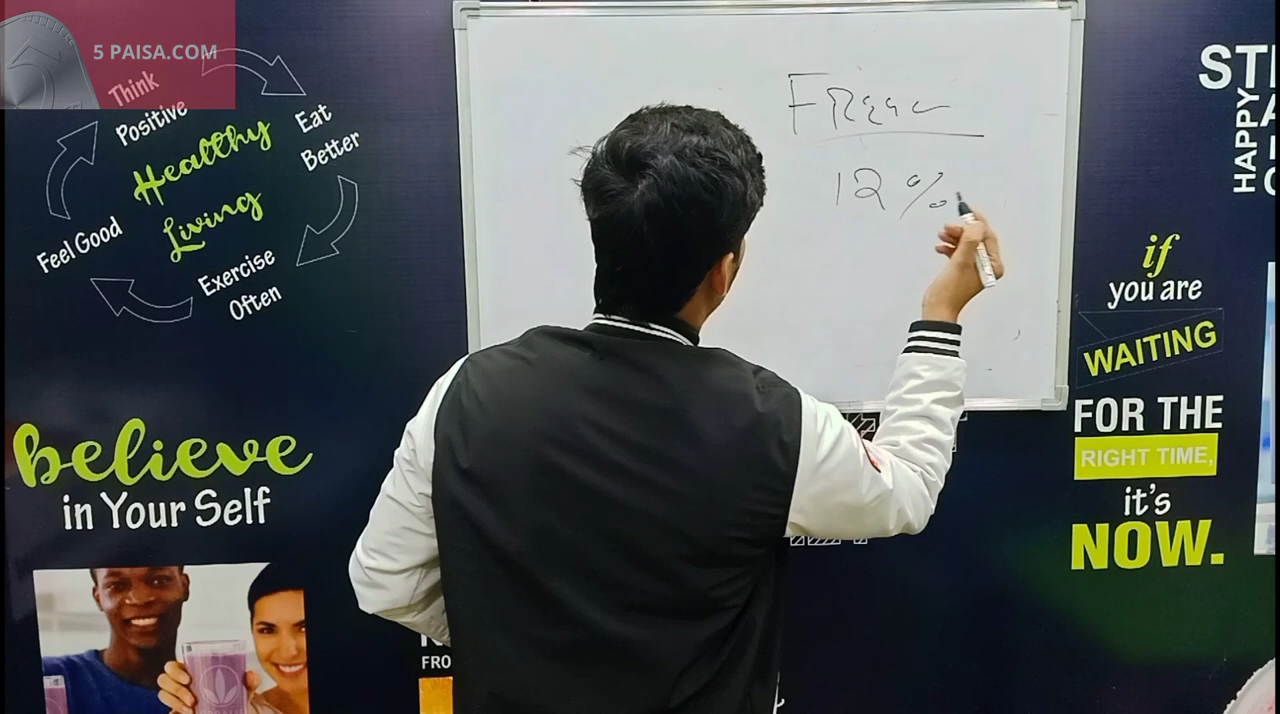 5 PAISA.COM
Think
Positive
Eat
Better
Exercise
Often
Feel Good
Healthy
Living
believe
in Your Self
12%
HAPPY
if
you are
WAITING
FOR THE
RIGHT TIME,
it's
NOW.
FRO